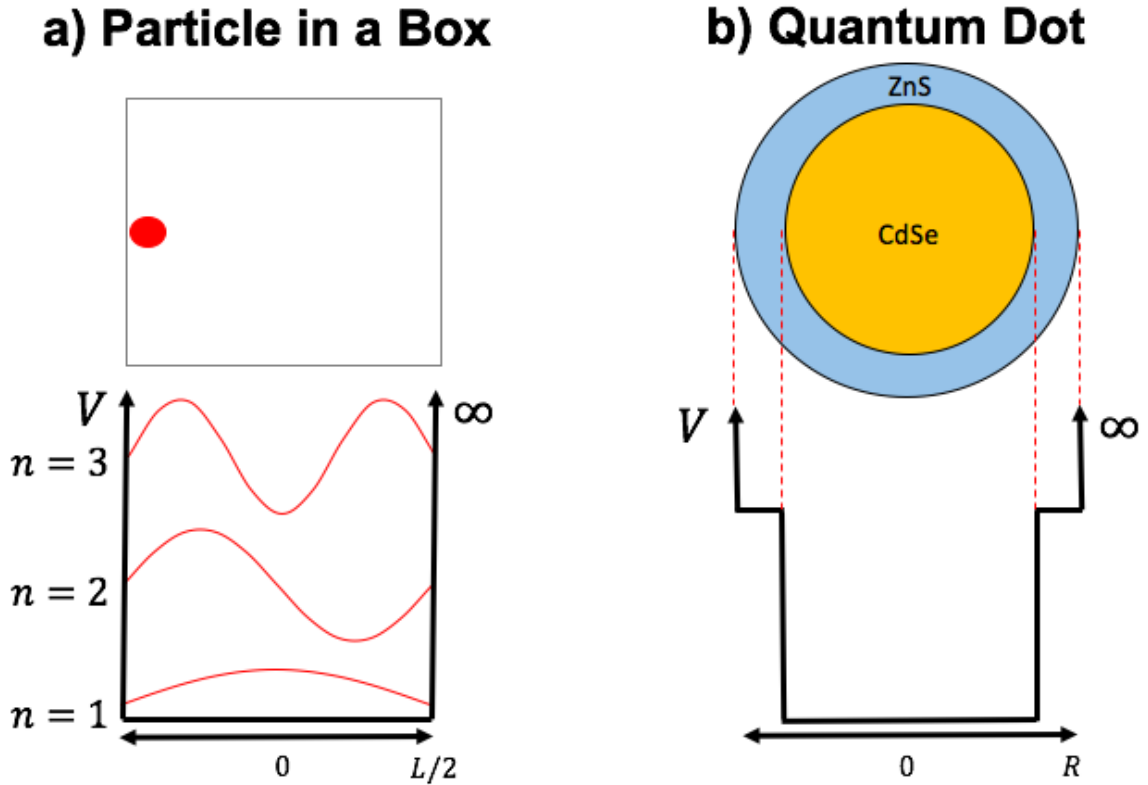 a) Particle in a Box
V
∞
n = 3
n = 2
n = 1
0
L/2
b) Quantum Dot
ZnS
CdSe
V
∞
0
R